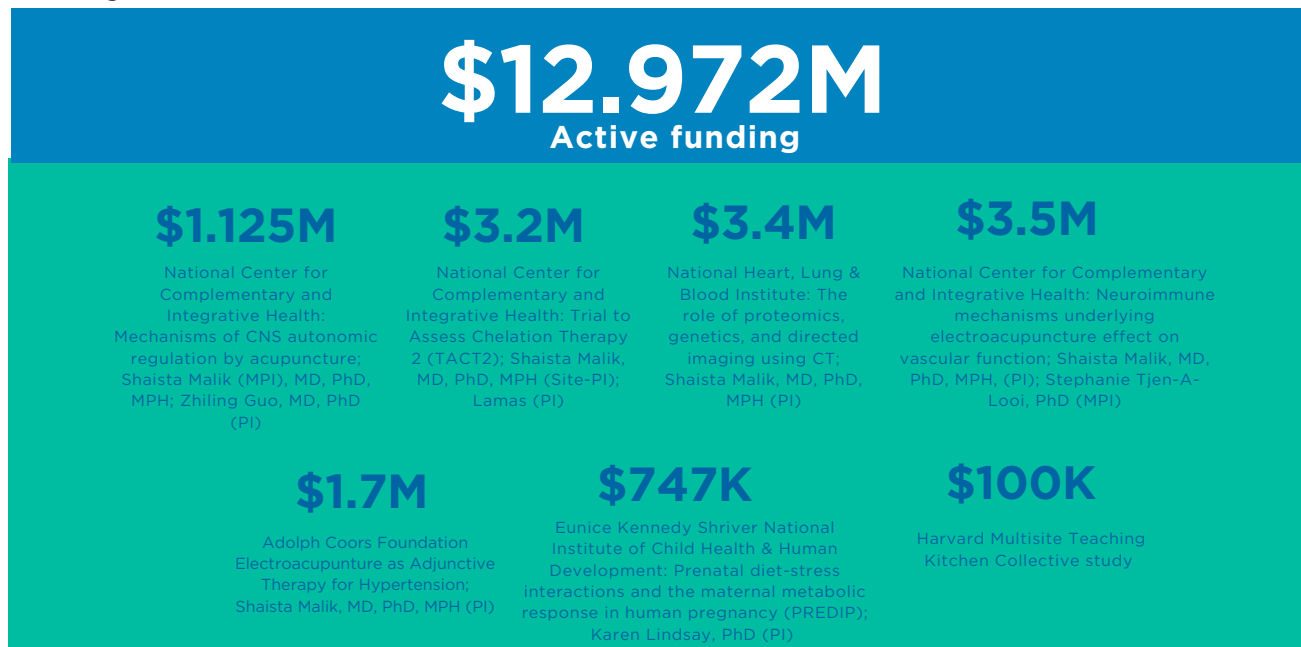 $12.972M
Active funding
$1.125M
National Center for
Complementary and
Integrative Health:
Mechanisms of CNS autonomic
regulation by acupuncture;
Shaista Malik (MPI), MD, PhD,
MPH; Zhiling Guo, MD, PhD
(PI)
$3.2M
National Center for
Complementary and
Integrative Health: Trial to
Assess Chelation Therapy
2 (TACT2); Shaista Malik,
MD, PhD, MPH (Site-PI);
Lamas (PI)
$3.4M
National Heart, Lung &
Blood Institute: The
role of proteomics,
genetics, and directed
imaging using CT;
Shaista Malik, MD, PhD,
MPH (PI)
$3.5M
National Center for Complementary
and Integrative Health: Neuroimmune
mechanisms underlying
electroacupuncture effect on
vascular function; Shaista Malik, MD,
PhD, MPH, (PI); Stephanie Tjen-A-
Looi, PhD (MPI)
$1.7M
Adolph Coors Foundation
Electroacupunture as Adjunctive
Therapy for Hypertension;
Shaista Malik, MD, PhD, MPH (PI)
$747K
Eunice Kennedy Shriver National
Institute of Child Health & Human
Development: Prenatal diet-stress
interactions and the maternal metabolic
response in human pregnancy (PREDIP);
Karen Lindsay, PhD (PI)
$100K
Harvard Multisite Teaching
Kitchen Collective study